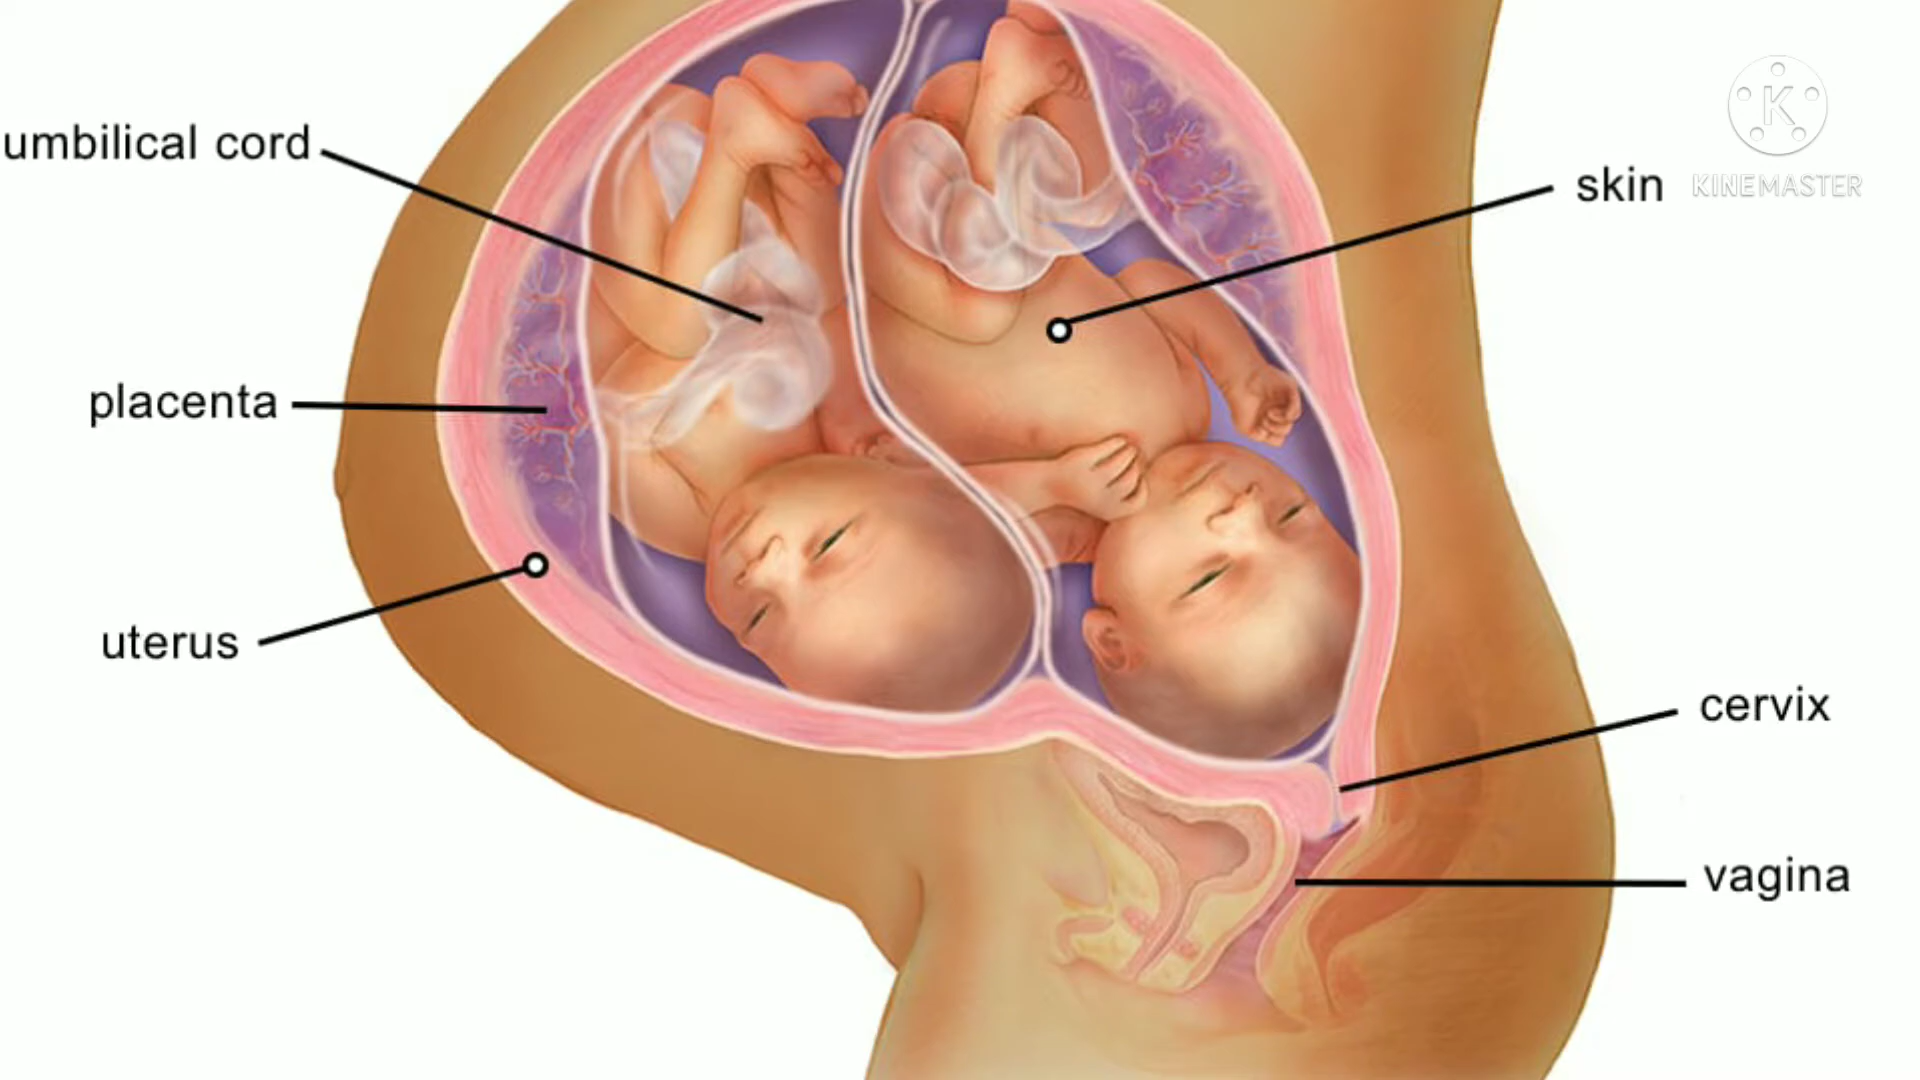 umbilical cord
K
skin
KINEMASTER
placenta
uterus
cervix
vagina